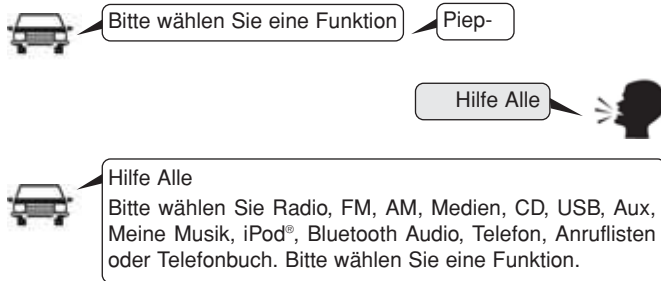 Bitte wählen Sie eine Funktion
Piep-
Hilfe Alle
Hilfe Alle
Bitte wählen Sie Radio, FM, AM, Medien, CD, USB, Aux,
Meine Musik, iPod®, Bluetooth Audio, Telefon, Anruflisten
oder Telefonbuch. Bitte wählen Sie eine Funktion.